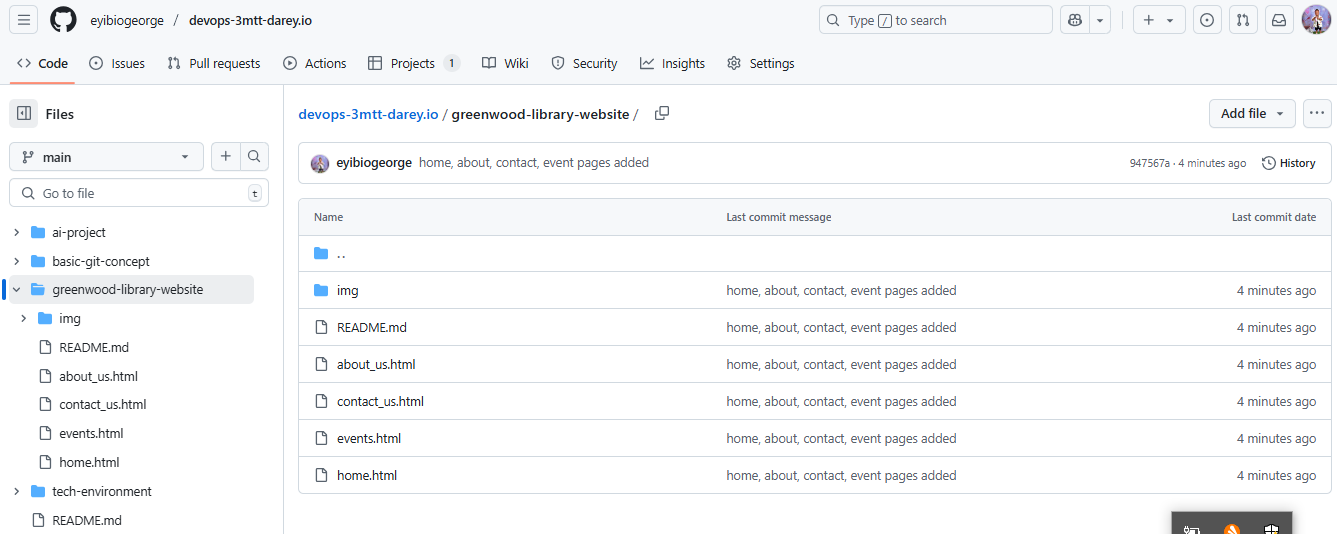 eyibiogeorge / devops-3mtt-darey.io
Type / to search
Code Issues Pull requests Actions Projects 1 Wiki Security Insights Settings
Files
main
Go to file t
ai-project
basic-git-concept
greenwood-library-website
img
README.md
about_us.html
contact_us.html
events.html
home.html
tech-environment
README.md
devops-3mtt-darey.io / greenwood-library-website /
Add file
eyibiogeorge home, about, contact, event pages added 947567a · 4 minutes ago History
Name Last commit message Last commit date
..
img home, about, contact, event pages added 4 minutes ago
README.md home, about, contact, event pages added 4 minutes ago
about_us.html home, about, contact, event pages added 4 minutes ago
contact_us.html home, about, contact, event pages added 4 minutes ago
events.html home, about, contact, event pages added 4 minutes ago
home.html home, about, contact, event pages added 4 minutes ago